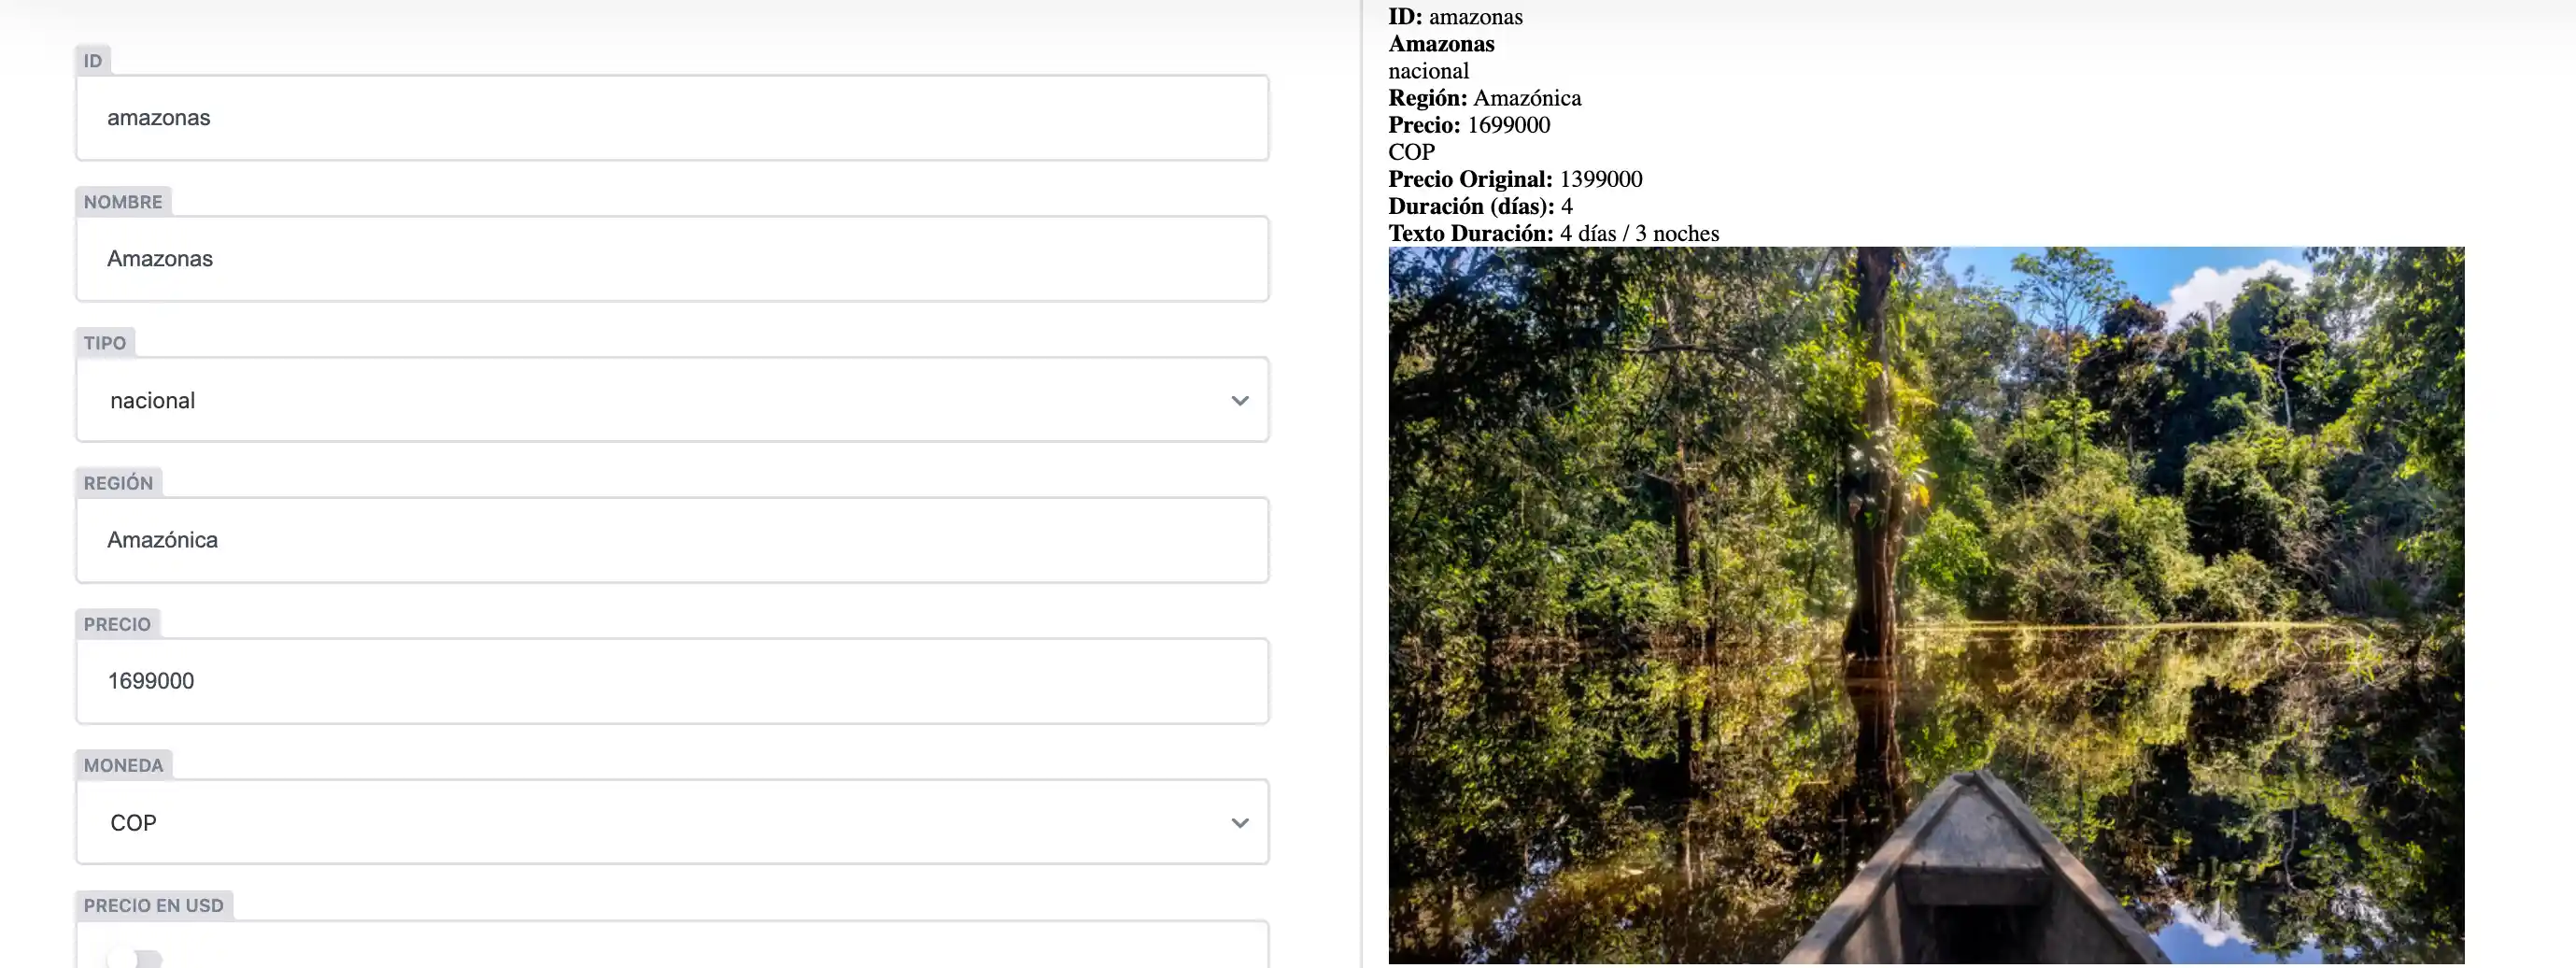 ID
amazonas
NOMBRE
Amazonas
TIPO
nacional
REGIÓN
Amazónica
PRECIO
1699000
MONEDA
COP
PRECIO EN USD
ID: amazonas
Amazonas
nacional
Región: Amazónica
Precio: 1699000
COP
Precio Original: 1399000
Duración (días): 4
Texto Duración: 4 días / 3 noches